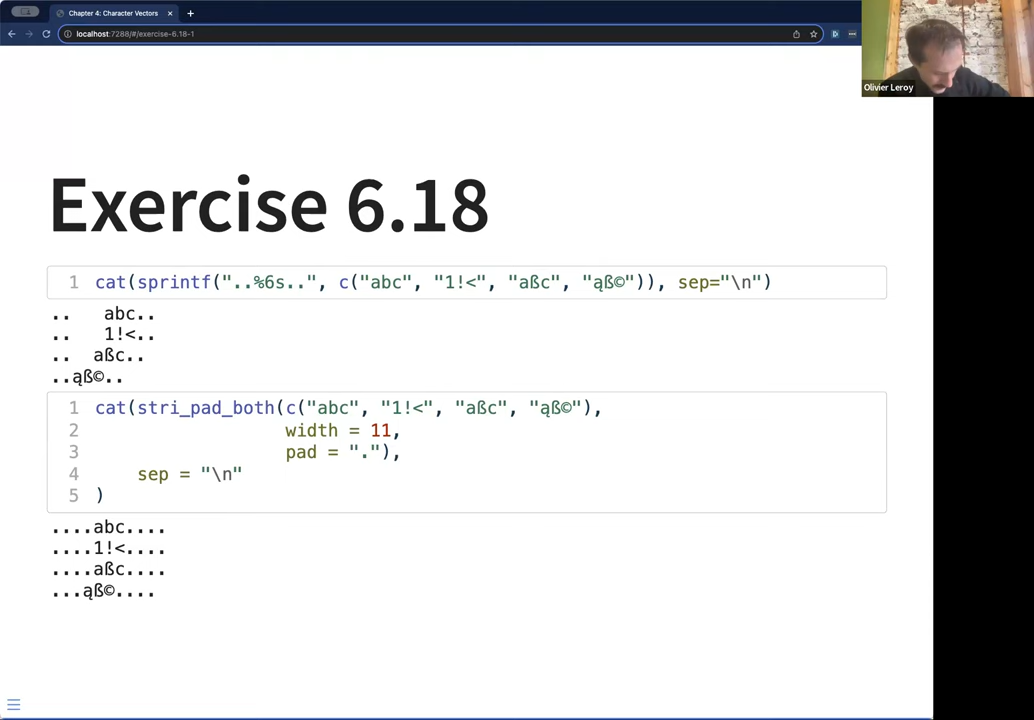 Chapter 4: Character Vectors
localhost:7288/#/exercise-6.18-1
Olivier Leroy
Exercise 6.18
1 cat(sprintf("..%6s..", c("abc", "1!<", "aßc", "ąß©")), sep="\n")
..   abc..
..   1!<..
..  aßc..
..ąß©..
1 cat(stri_pad_both(c("abc", "1!<", "aßc", "ąß©"),
2                   width = 11,
3                   pad = "."),
4     sep = "\n"
5 )
....abc....
....1!<....
....aßc....
...ąß©....